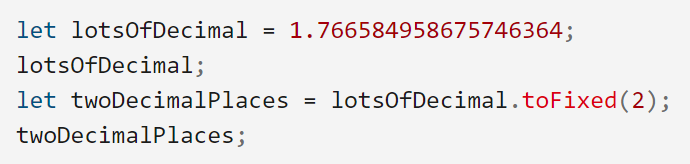 let lotsOfDecimal = 1.766584958675746364;
lotsOfDecimal;
let twoDecimalPlaces = lotsOfDecimal.toFixed(2);
twoDecimalPlaces;